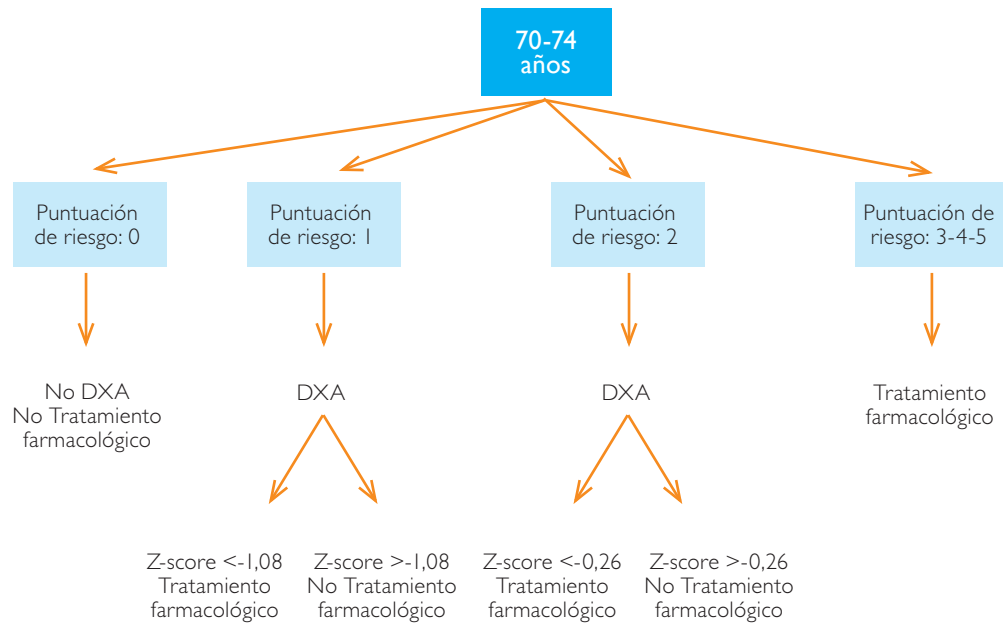 70-74
años
Puntuación
de riesgo: 0
Puntuación
de riesgo: 1
Puntuación
de riesgo: 2
Puntuación de
riesgo: 3-4-5
No DXA
No Tratamiento
farmacológico
DXA
DXA
Tratamiento
farmacológico
Z-score <-1,08
Tratamiento
farmacológico
Z-score >-1,08
No Tratamiento
farmacológico
Z-score <-0,26
Tratamiento
farmacológico
Z-score >-0,26
No Tratamiento
farmacológico